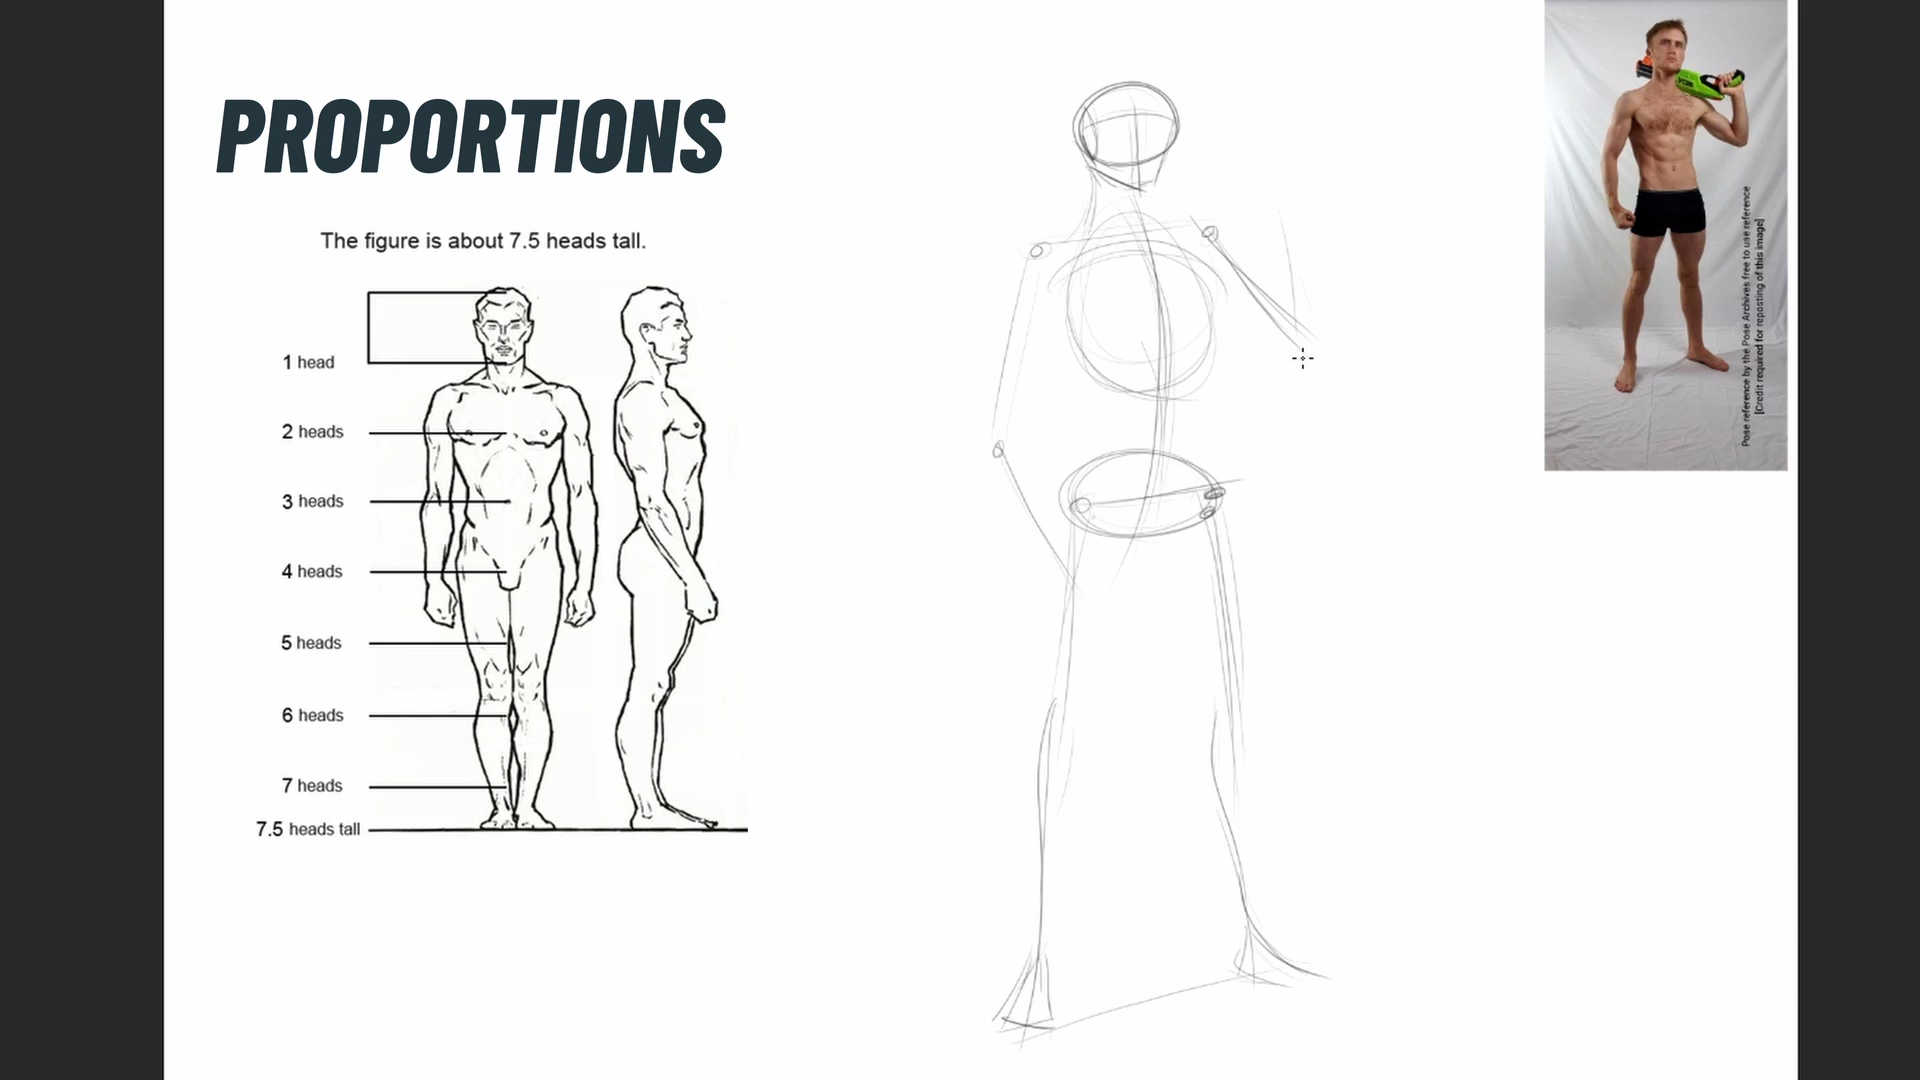 PROPORTIONS
The figure is about 7.5 heads tall.
1 head
2 heads
3 heads
4 heads
5 heads
6 heads
7 heads
7.5 heads tall
Pose reference by the Pose Archives free to use reference
[Credit required for reposting of this image]